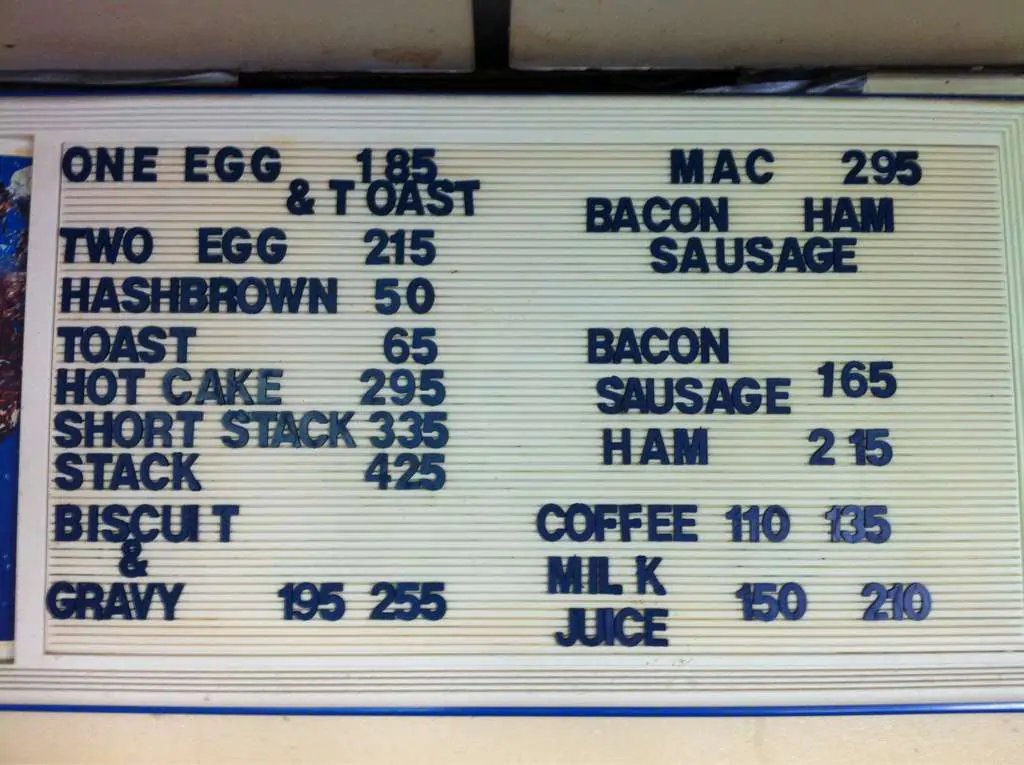 ONE EGG 185
& TOAST
TWO EGG 215
HASHBROWN 50
TOAST 65
HOT CAKE 295
SHORT STACK 335
STACK 425
BISCUIT
&
GRAVY 195 255
MAC 295
BACON HAM
SAUSAGE
BACON
SAUSAGE 165
HAM 215
COFFEE 110 135
MILK
JUICE 150 210